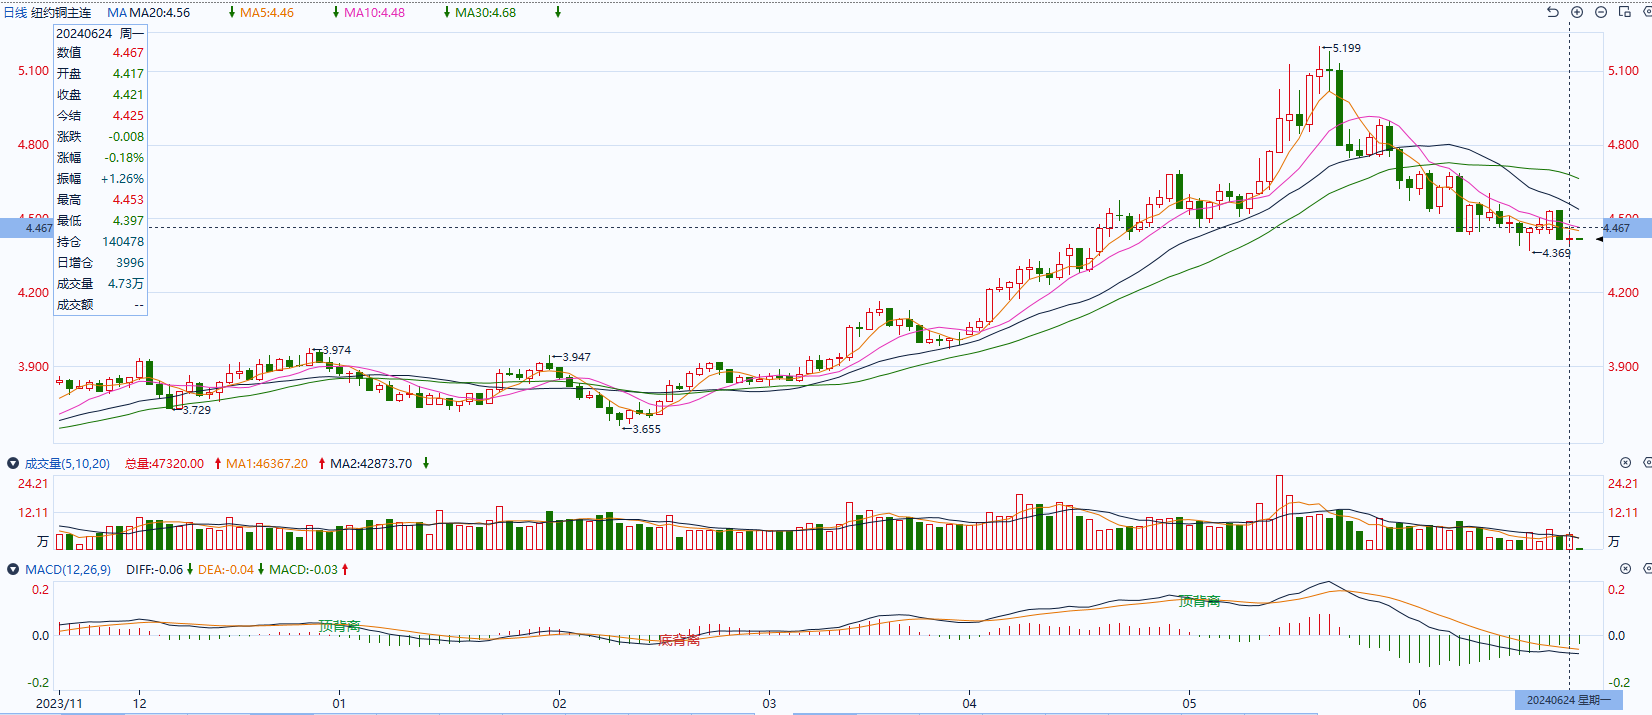 日线 纽约铜主连 MA MA20:4.56 MA5:4.46 MA10:4.48 MA30:4.68
20240624 周一
数值 4.467
开盘 4.417
收盘 4.421
今结 4.425
涨跌 -0.008
涨幅 -0.18%
振幅 +1.26%
最高 4.453
最低 4.397
持仓 140478
日增仓 3996
成交量 4.73万
成交额 --
5.100 5.100
4.800 4.800
4.500 4.500
4.467 4.467
4.200 4.200
3.900 3.900
5.199
4.369
3.974
3.947
3.729
3.655
成交量(5,10,20) 总量:47320.00 MA1:46367.20 MA2:42873.70
24.21 24.21
12.11 12.11
万 万
MACD(12,26,9) DIFF:-0.06 DEA:-0.04 MACD:-0.03
0.2 0.2
顶背离
顶背离
底背离
0.0 0.0
-0.2 -0.2
2023/11 12 01 02 03 04 05 06 20240624 星期一